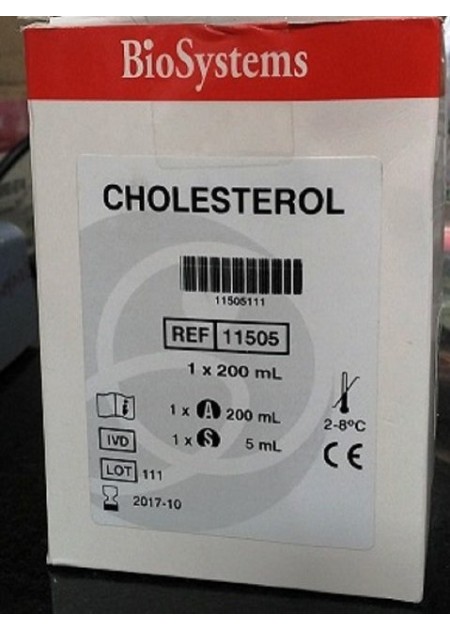 BioSystems
CHOLESTEROL
11505111
REF 11505
1 x 200 mL
1 x A 200 mL
2-8ºC
IVD 1 x S 5 mL
CE
LOT 111
2017-10